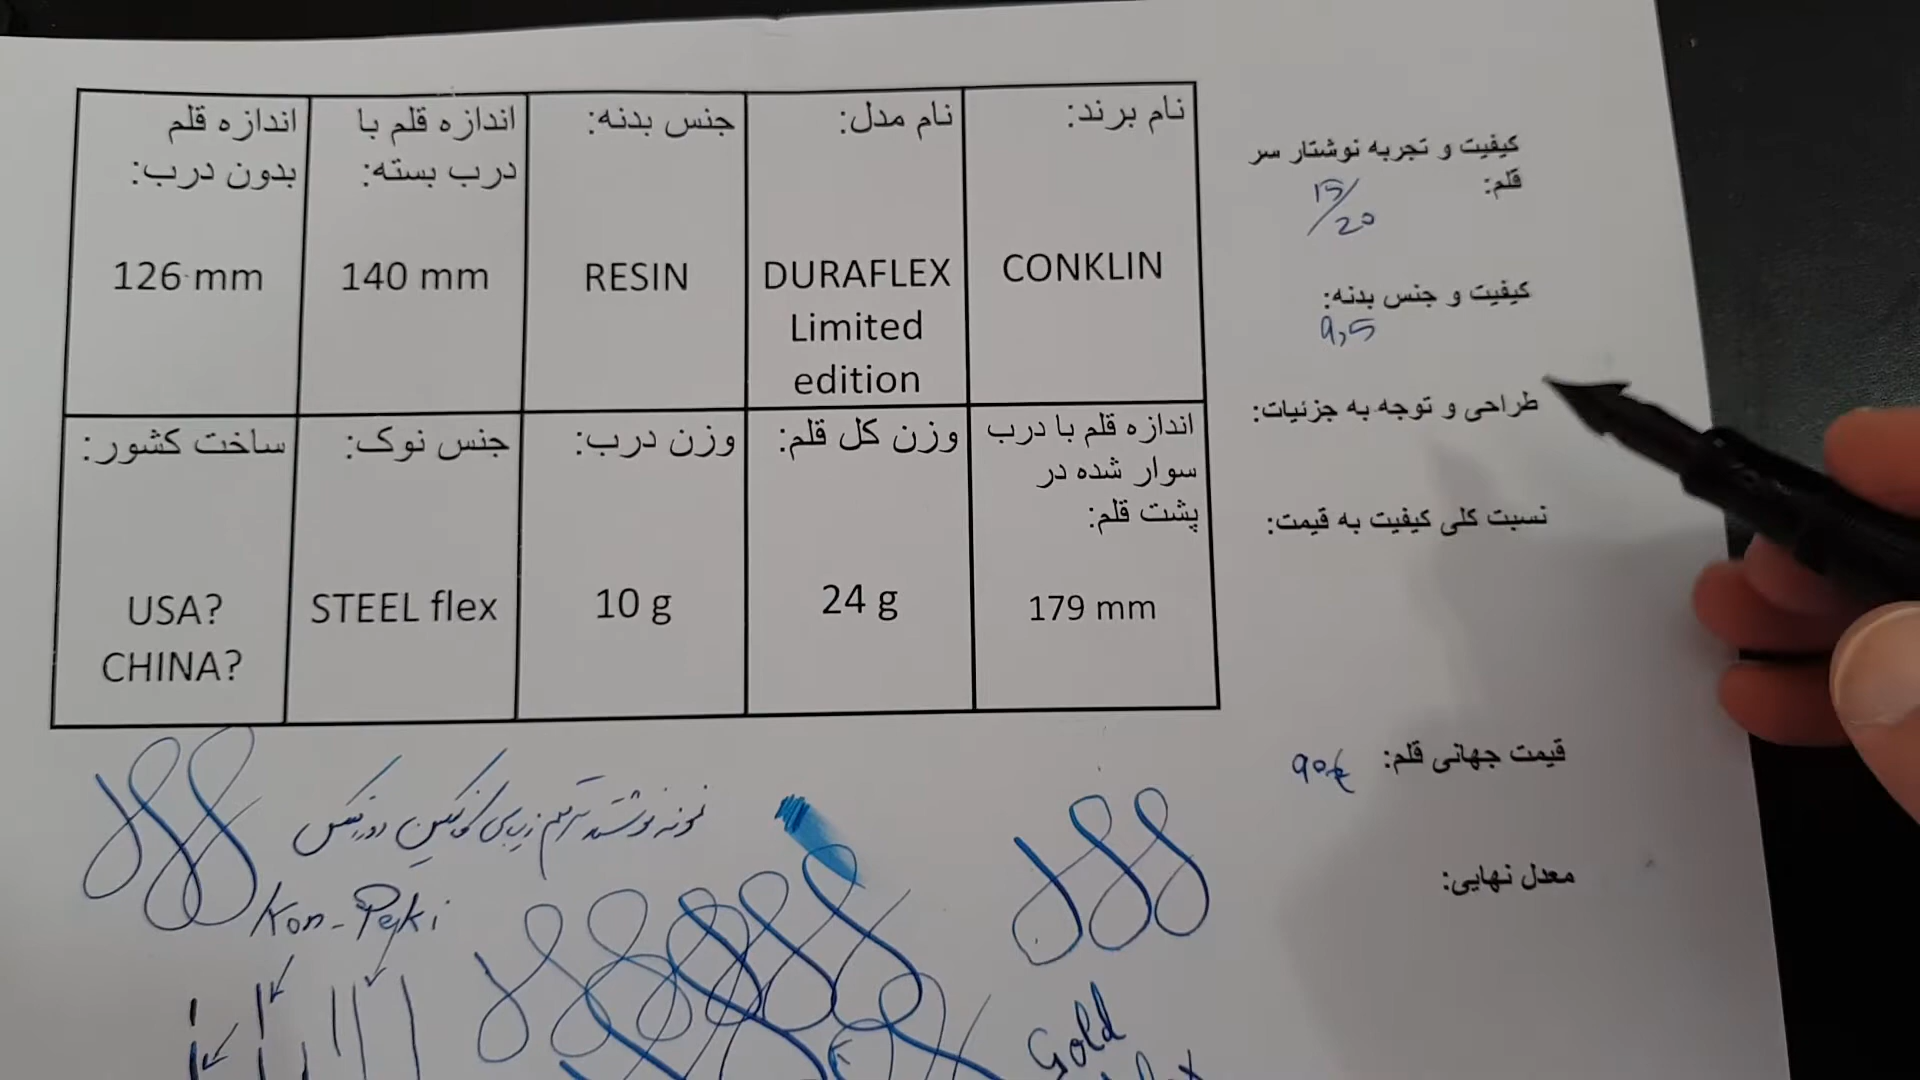 نام برند:
CONKLIN
نام مدل:
DURAFLEX
Limited
edition
جنس بدنه:
RESIN
اندازه قلم با
درب بسته:
140 mm
اندازه قلم
بدون درب:
126 mm
اندازه قلم با درب
سوار شده در
پشت قلم:
179 mm
وزن کل قلم:
24 g
وزن درب:
10 g
جنس نوک:
STEEL flex
ساخت کشور:
USA?
CHINA?
کیفیت و تجربه نوشتار سر
قلم:
15/20
کیفیت و جنس بدنه:
9,5
طراحی و توجه به جزئیات:
نسبت کلی کیفیت به قیمت:
قیمت جهانی قلم: 90€
معدل نهایی:
Kon-Peki
Gold